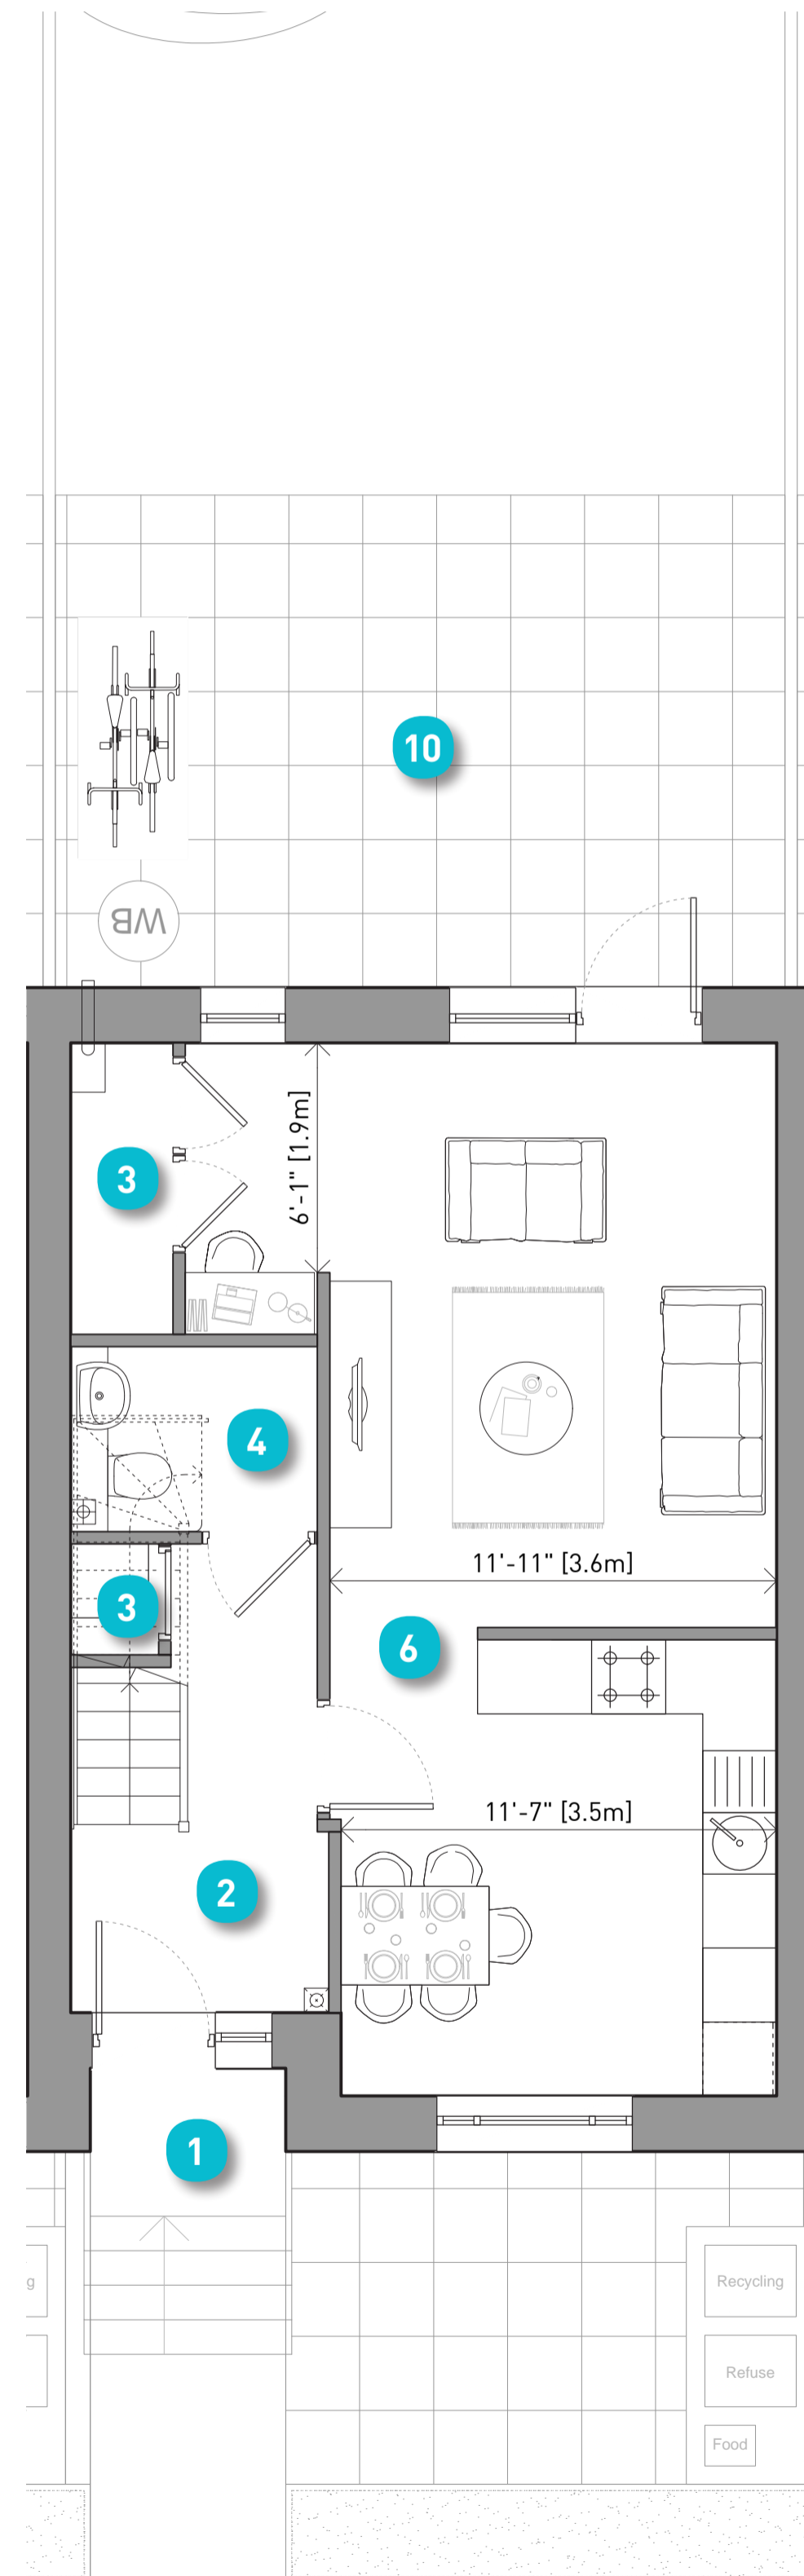 10
WB
6'-1" [1.9m]
3
4
11'-11" [3.6m]
3
6
11'-7" [3.5m]
2
1
g
Recycling
Refuse
Food